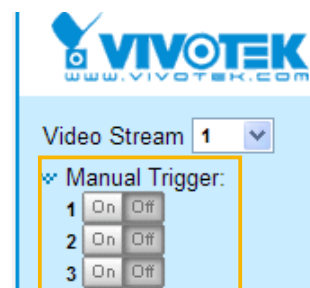 VIVOTEK
www.vivotek.com
Video Stream 1
Manual Trigger:
1 On Off
2 On Off
3 On Off